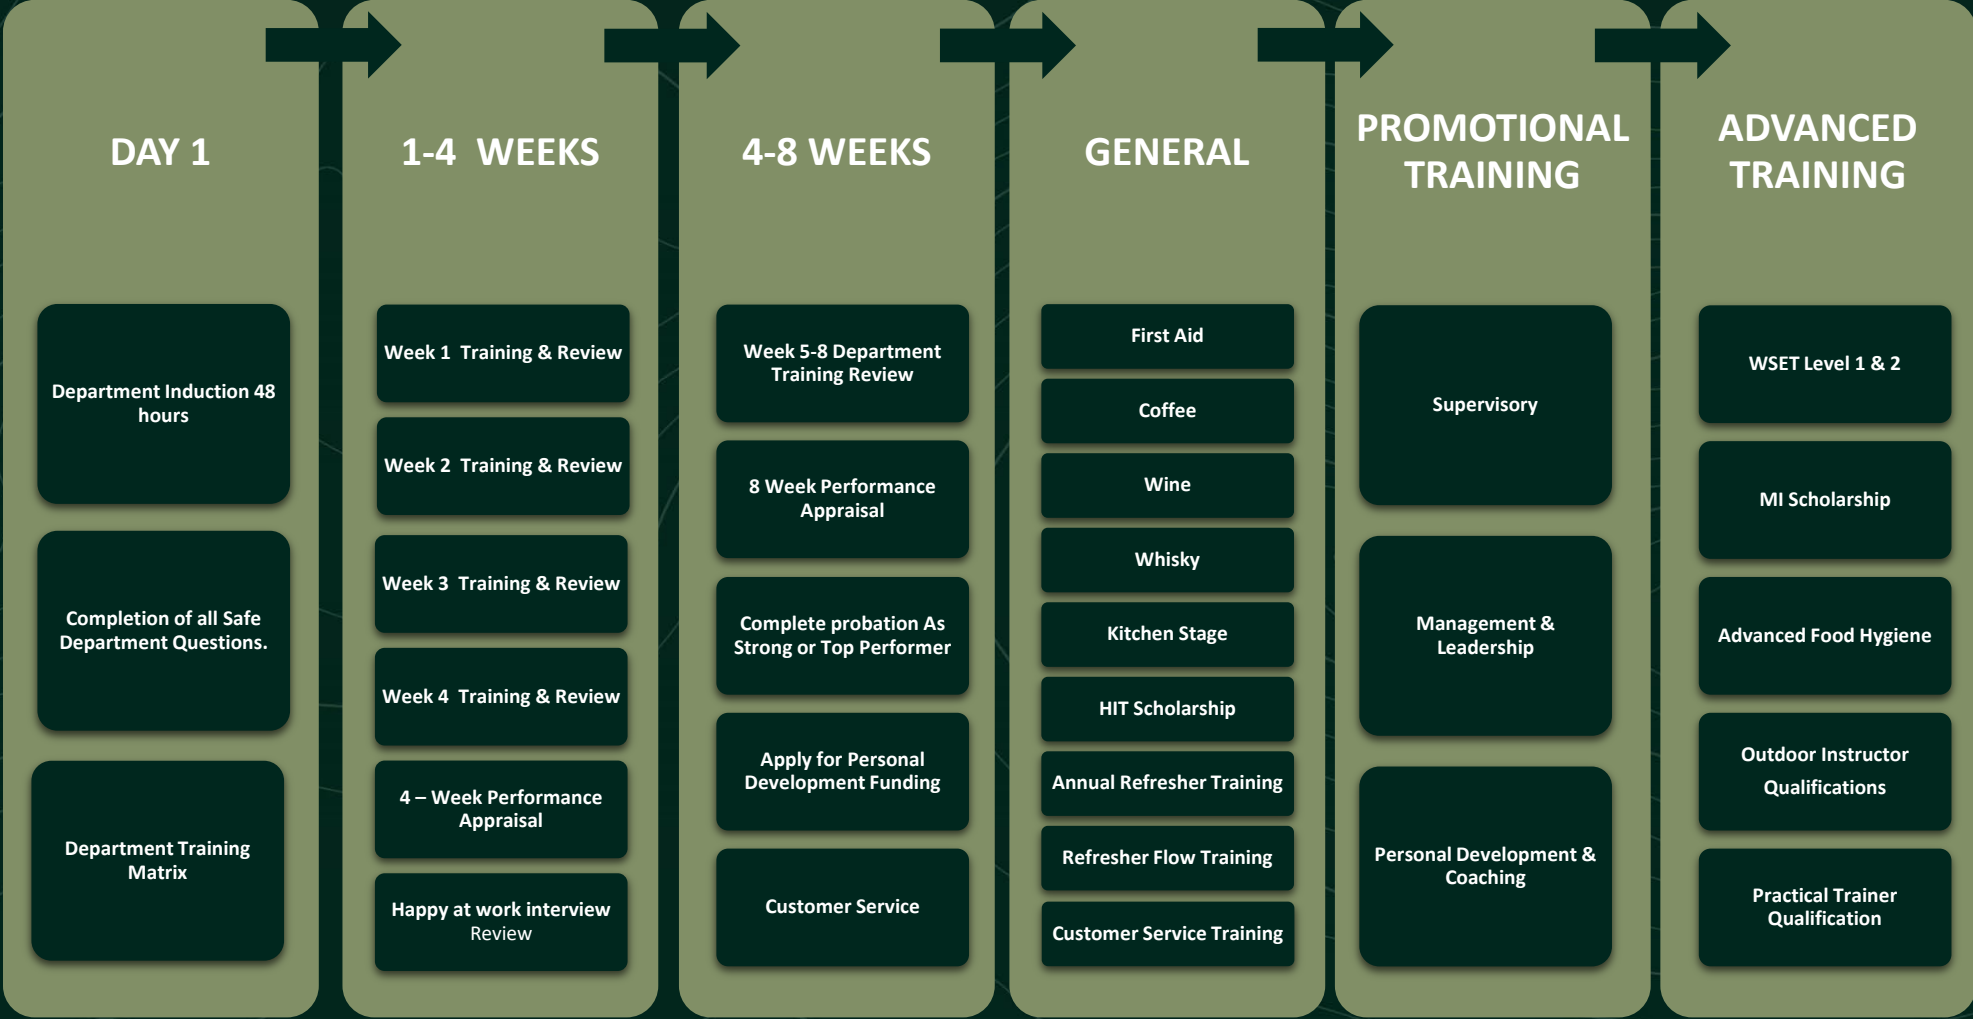 DAY 1
Department Induction 48
hours
Completion of all Safe
Department Questions.
Department Training
Matrix
1-4 WEEKS
Week 1 Training & Review
Week 2 Training & Review
Week 3 Training & Review
Week 4 Training & Review
4 – Week Performance
Appraisal
Happy at work interview
Review
4-8 WEEKS
Week 5-8 Department
Training Review
8 Week Performance
Appraisal
Complete probation As
Strong or Top Performer
Apply for Personal
Development Funding
Customer Service
GENERAL
First Aid
Coffee
Wine
Whisky
Kitchen Stage
HIT Scholarship
Annual Refresher Training
Refresher Flow Training
Customer Service Training
PROMOTIONAL
TRAINING
Supervisory
Management &
Leadership
Personal Development &
Coaching
ADVANCED
TRAINING
WSET Level 1 & 2
MI Scholarship
Advanced Food Hygiene
Outdoor Instructor
Qualifications
Practical Trainer
Qualification